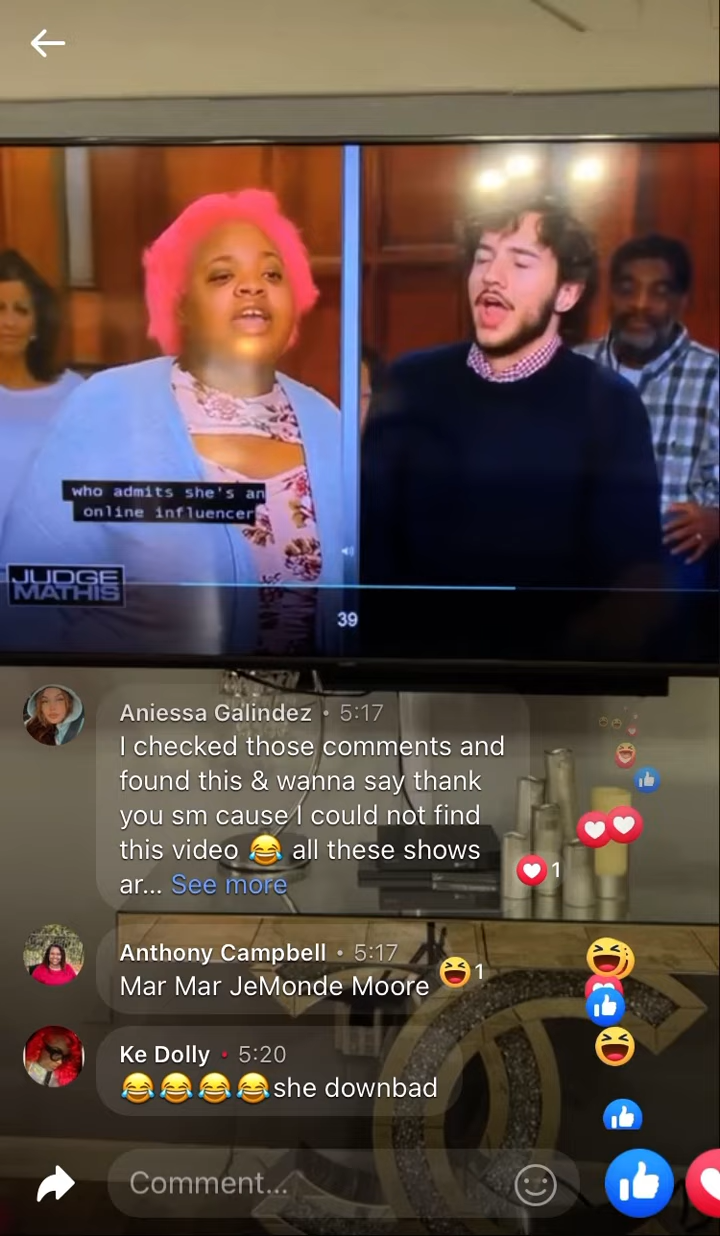 who admits she's an
online influencer
JUDGE
MATHIS
39
Aniessa Galindez • 5:17
I checked those comments and
found this & wanna say thank
you sm cause I could not find
this video 😂 all these shows
ar... See more
1
Anthony Campbell • 5:17
Mar Mar JeMonde Moore
1
Ke Dolly • 5:20
😂😂😂😂she downbad
Comment...